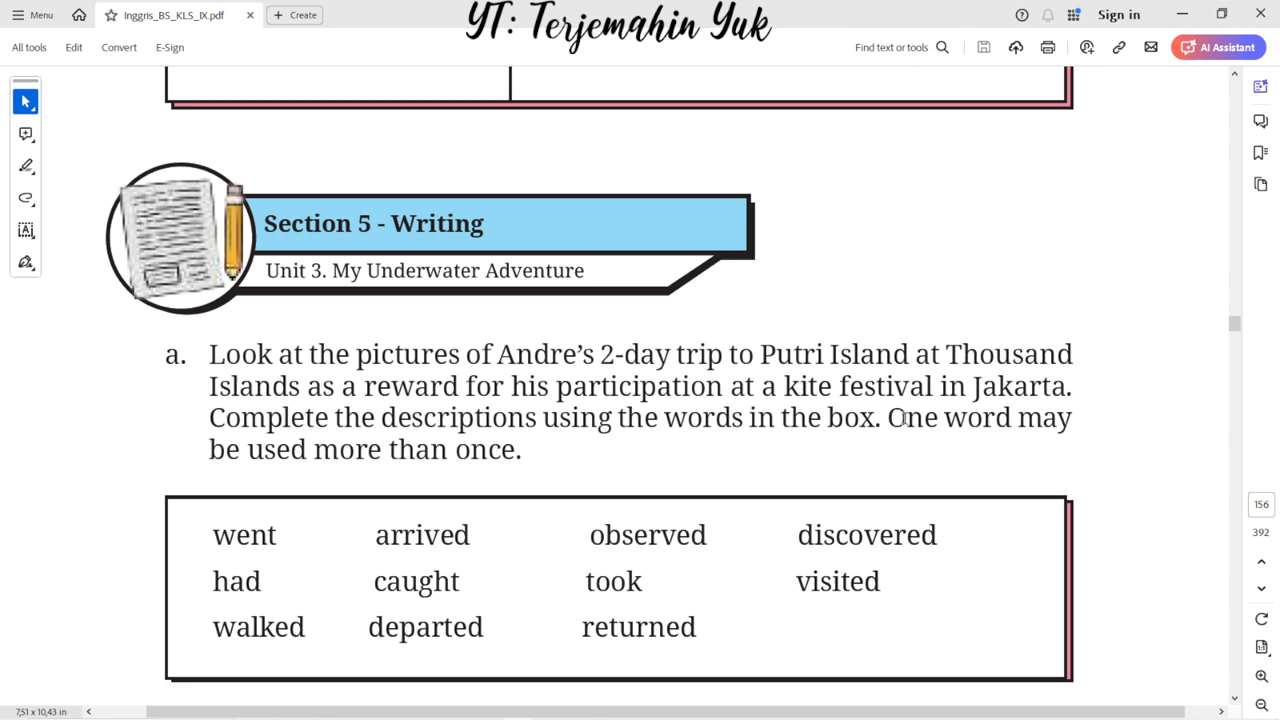 Menu
Inggris_BS_KLS_IX.pdf
Create
YT: Terjemahin Yuk
Sign in
All tools
Edit
Convert
E-Sign
Find text or tools
AI Assistant
Section 5 - Writing
Unit 3. My Underwater Adventure
a. Look at the pictures of Andre's 2-day trip to Putri Island at Thousand
Islands as a reward for his participation at a kite festival in Jakarta.
Complete the descriptions using the words in the box. One word may
be used more than once.
went arrived observed discovered
had caught took visited
walked departed returned
156
392
7,51 x 10,43 in